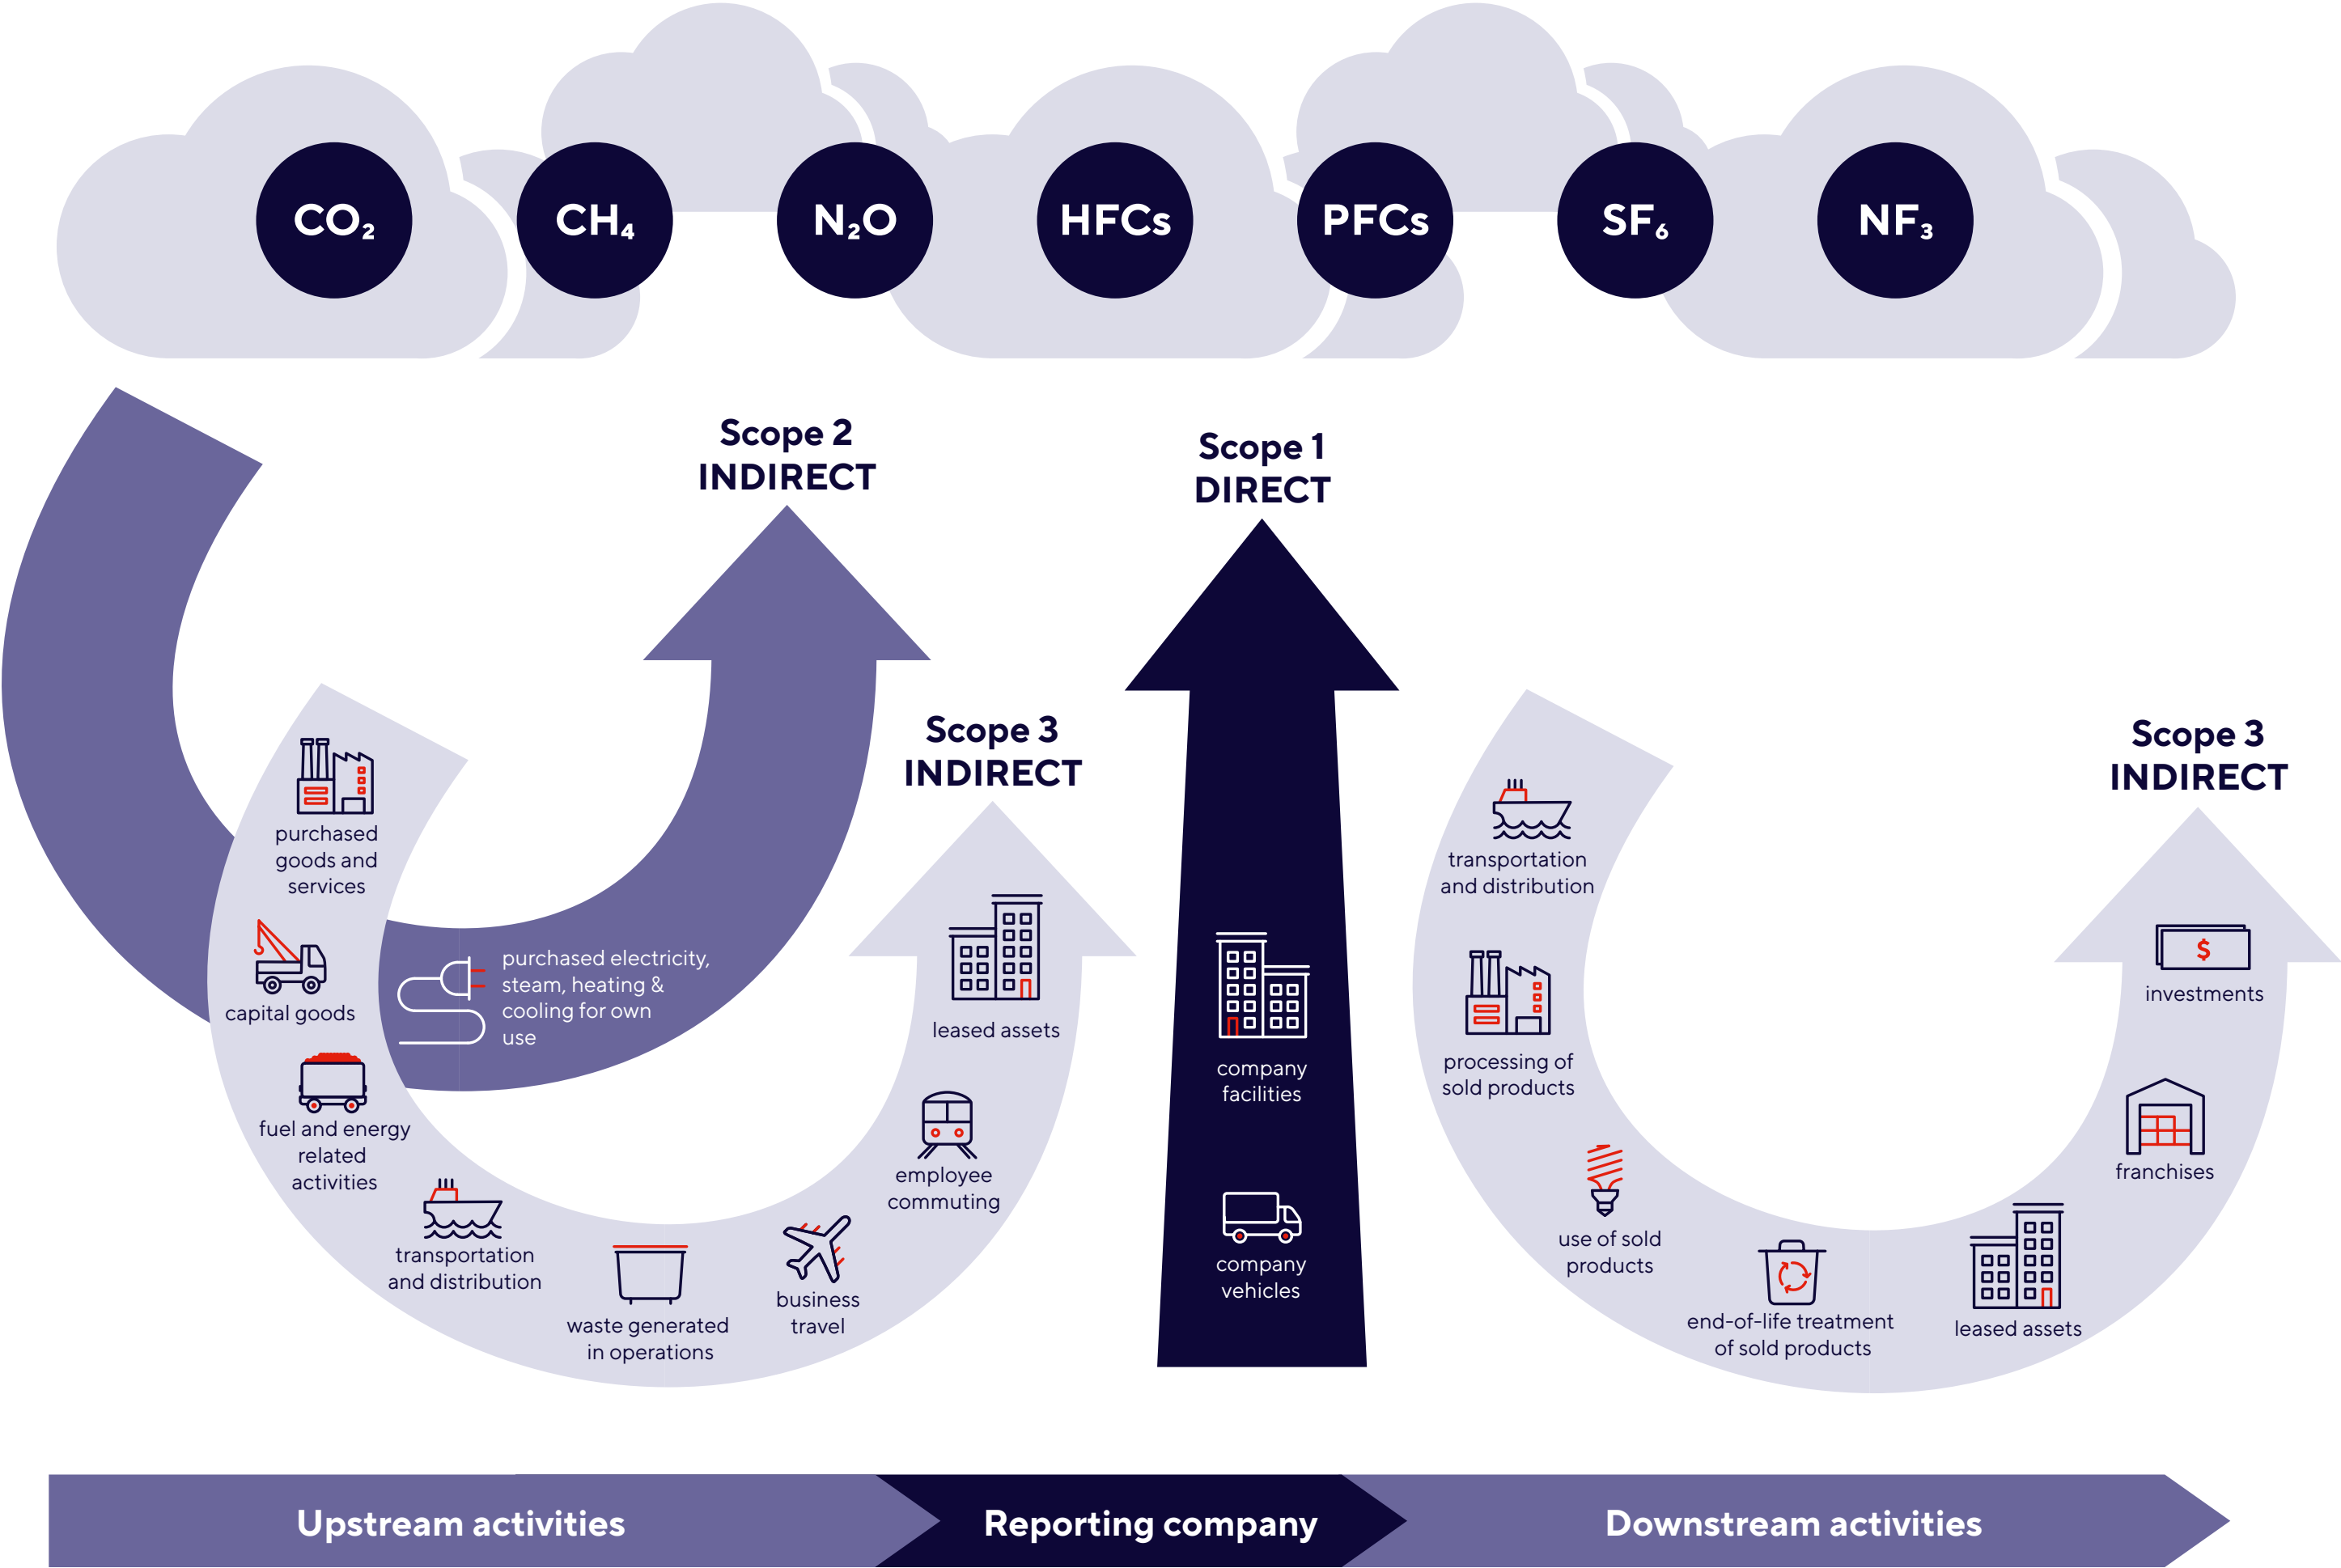 CO₂
CH₄
N₂O
HFCs
PFCs
SF₆
NF₃
Scope 2
INDIRECT
Scope 1
DIRECT
Scope 3
INDIRECT
Scope 3
INDIRECT
purchased
goods and
services
capital goods
fuel and energy
related
activities
transportation
and distribution
waste generated
in operations
business
travel
employee
commuting
leased assets
purchased electricity,
steam, heating &
cooling for own
use
company
facilities
company
vehicles
transportation
and distribution
processing of
sold products
use of sold
products
end-of-life treatment
of sold products
leased assets
franchises
$
investments
Upstream activities
Reporting company
Downstream activities